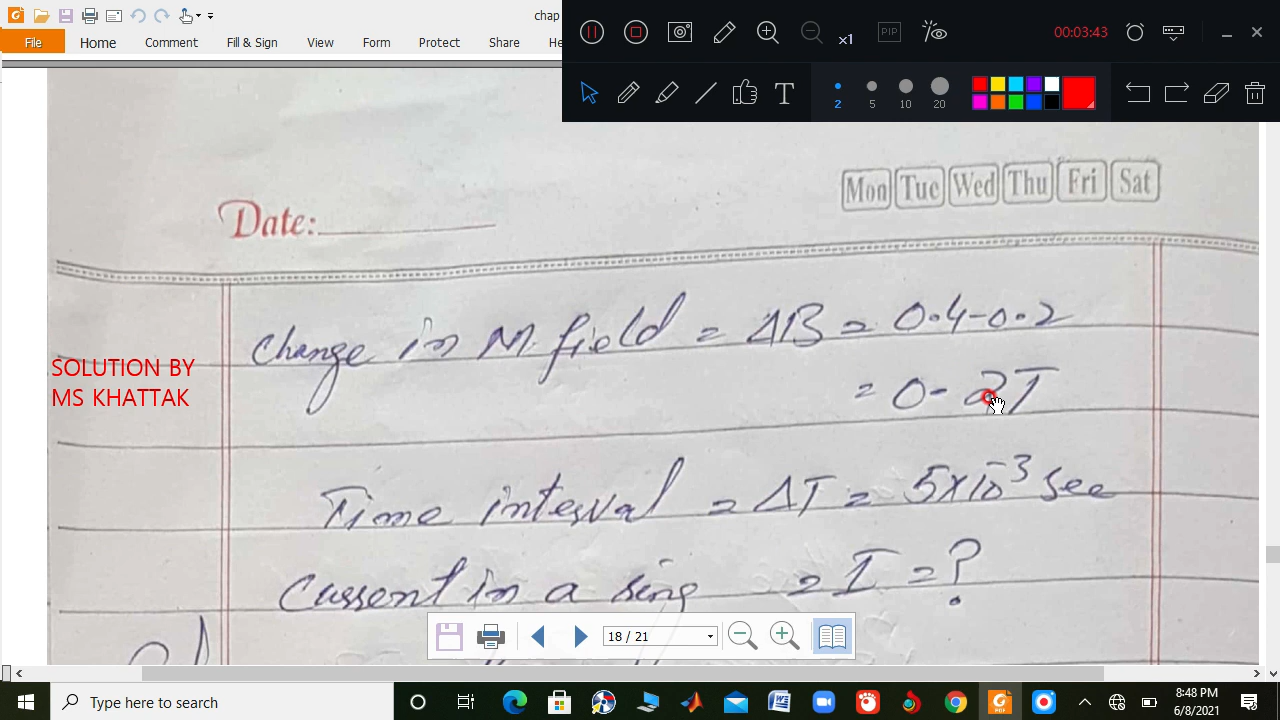 chap
File Home Comment Fill & Sign View Form Protect Share He
x1 PIP 00:03:43
2 5 10 20
Mon Tue Wed Thu Fri Sat
Date:
Change in M. field = ΔB = 0.4-0.2
= 0-2T
SOLUTION BY
MS KHATTAK
Time interval = ΔT = 5x10⁻³ sec
Current in a ring = I = ?
18 / 21
Type here to search
8:48 PM
6/8/2021